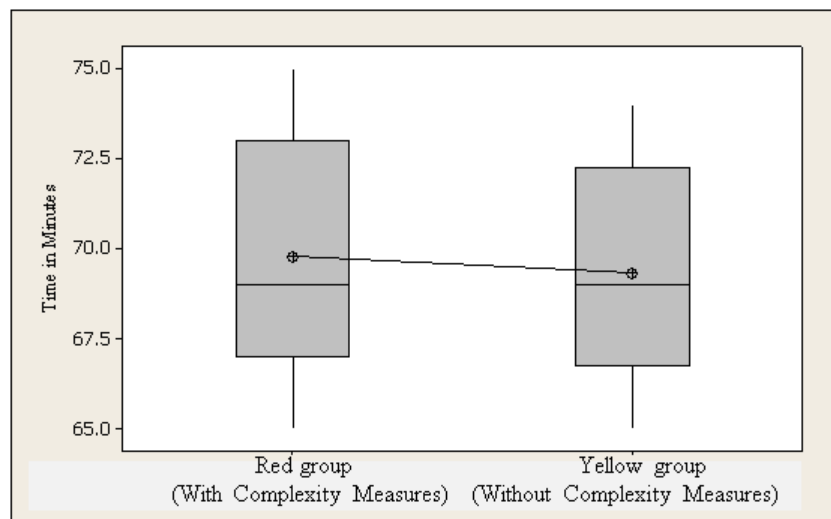 75.0
72.5
70.0
67.5
65.0
Time in Minutes
Red group
(With Complexity Measures)
Yellow group
(Without Complexity Measures)